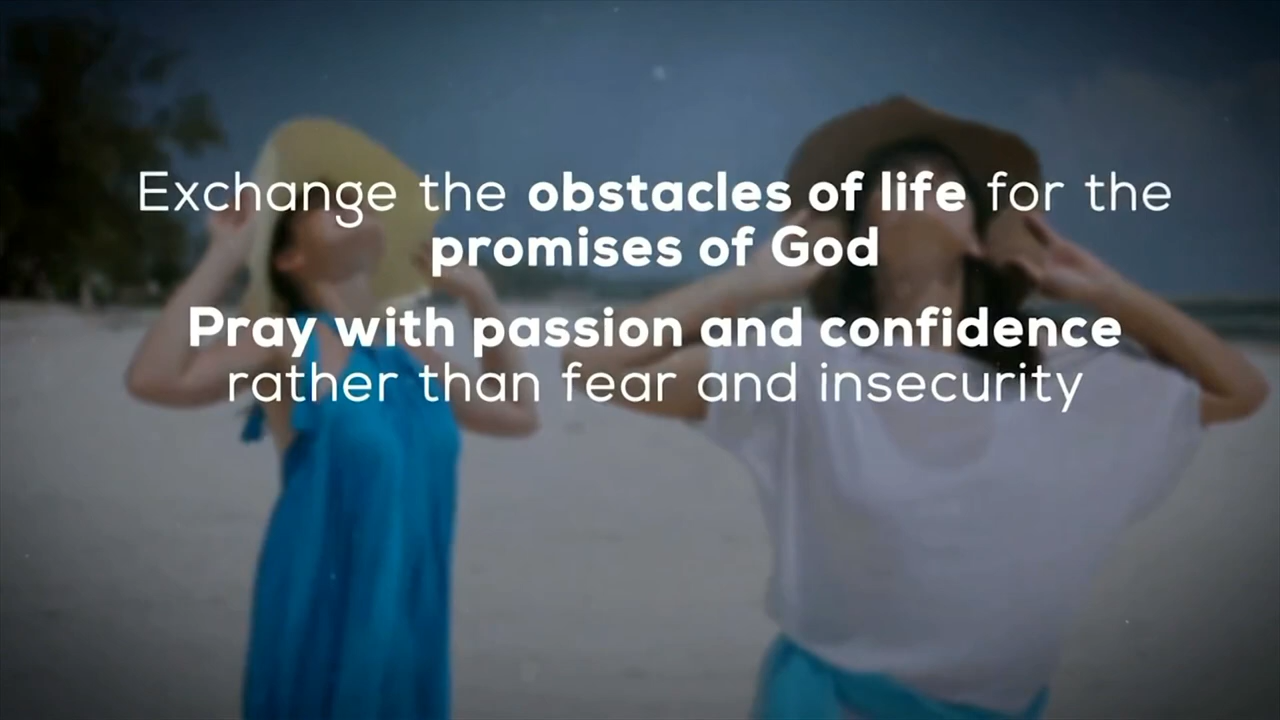 Exchange the obstacles of life for the
promises of God
Pray with passion and confidence
rather than fear and insecurity